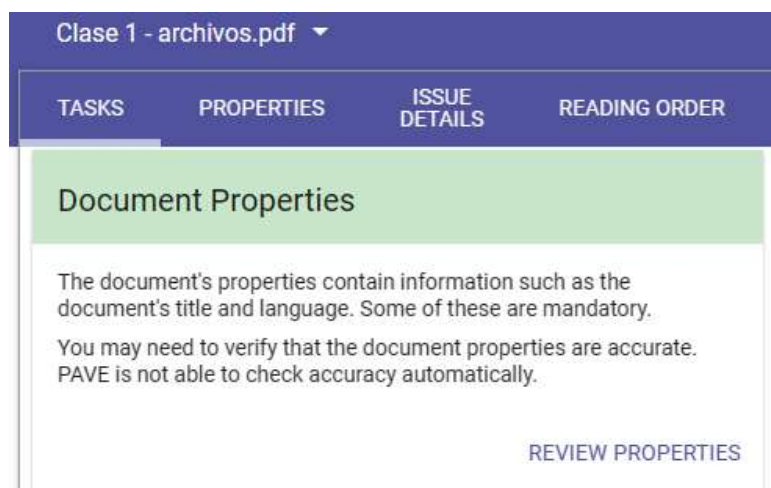 Clase 1 - archivos.pdf
TASKS PROPERTIES ISSUE DETAILS READING ORDER
Document Properties
The document's properties contain information such as the
document's title and language. Some of these are mandatory.
You may need to verify that the document properties are accurate.
PAVE is not able to check accuracy automatically.
REVIEW PROPERTIES